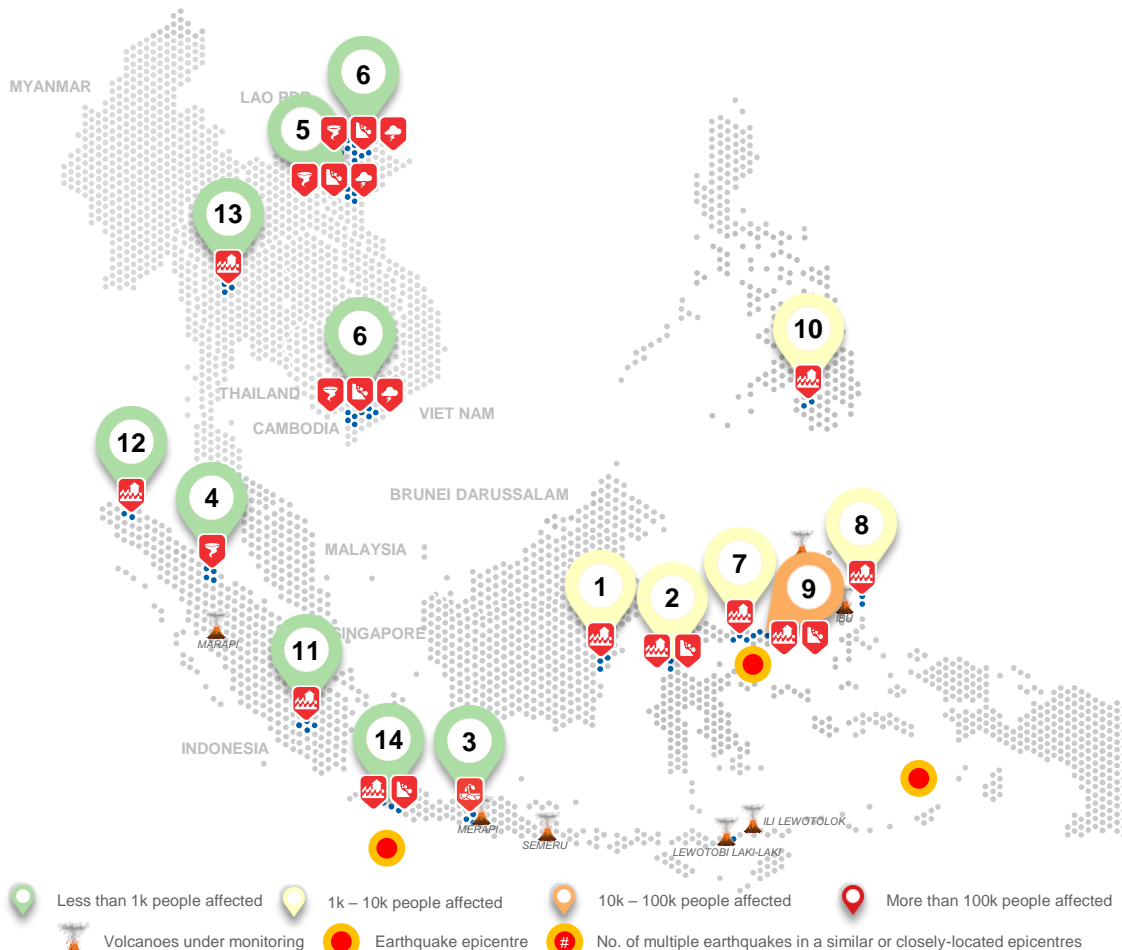 6
MYANMAR
LAO PDR
5
13
10
6
THAILAND
VIET NAM
CAMBODIA
12
4
BRUNEI DARUSSALAM
8
MALAYSIA
7
1
9
2
IBU
SINGAPORE
MARAPI
11
INDONESIA
14
3
ILI LEWOTOLOK
MERAPI
SEMERU
LEWOTOBI LAKI-LAKI
Less than 1k people affected
1k – 10k people affected
10k – 100k people affected
More than 100k people affected
Volcanoes under monitoring
Earthquake epicentre
# No. of multiple earthquakes in a similar or closely-located epicentres